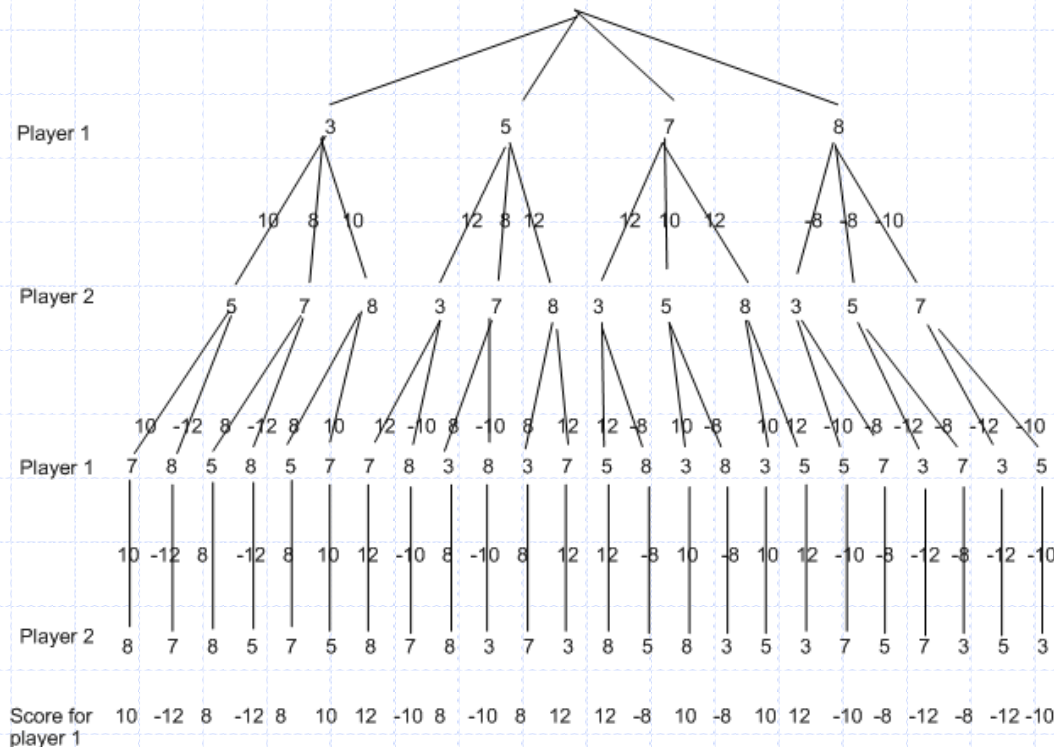 Player 1 3 5 7 8
10 8 10 12 8 12 12 10 12 -8 -8 -10
Player 2 5 7 8 3 7 8 3 5 8 3 5 7
10 -12 8 -12 8 10 12 -10 8 -10 8 12 12 -8 10 -8 10 12 -10 -8 -12 -8 -12 -10
Player 1 7 8 5 8 5 7 7 8 3 8 3 7 5 8 3 8 3 5 5 7 3 7 3 5
10 -12 8 -12 8 10 12 -10 8 -10 8 12 12 -8 10 -8 10 12 -10 -8 -12 -8 -12 -10
Player 2 8 7 8 5 7 5 8 7 8 3 7 3 8 5 8 3 5 3 7 5 7 3 5 3
Score for 10 -12 8 -12 8 10 12 -10 8 -10 8 12 12 -8 10 -8 10 12 -10 -8 -12 -8 -12 -10
player 1